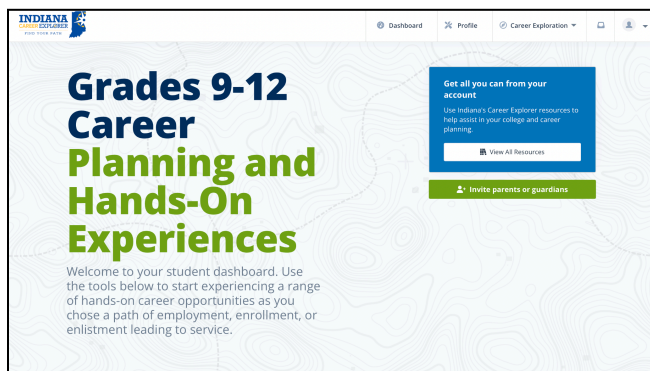 INDIANA
CAREER EXPLORER
FIND YOUR PATH
Dashboard
Profile
Career Exploration
Grades 9-12
Career
Planning and
Hands-On
Experiences
Welcome to your student dashboard. Use
the tools below to start experiencing a range
of hands-on career opportunities as you
chose a path of employment, enrollment, or
enlistment leading to service.
Get all you can from your
account
Use Indiana's Career Explorer resources to
help assist in your college and career
planning.
View All Resources
Invite parents or guardians